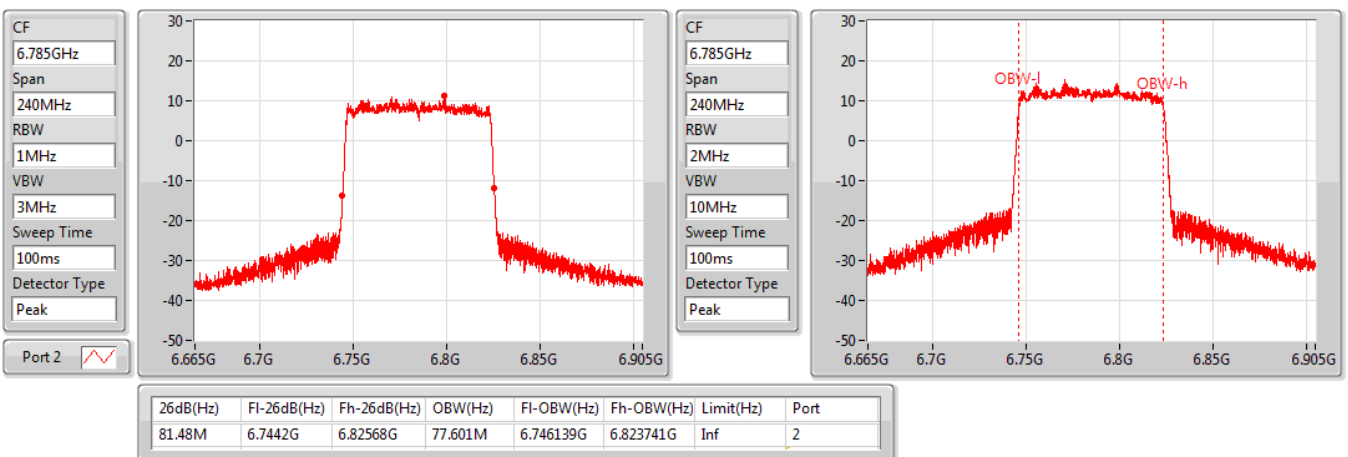 CF
6.785GHz
Span
240MHz
RBW
1MHz
VBW
3MHz
Sweep Time
100ms
Detector Type
Peak
Port 2
30
20
10
0
-10
-20
-30
-40
-50
6.665G 6.7G 6.75G 6.8G 6.85G 6.905G
CF
6.785GHz
Span
240MHz
RBW
2MHz
VBW
10MHz
Sweep Time
100ms
Detector Type
Peak
30
20
10
0
-10
-20
-30
-40
-50
OBW-l
OBW-h
6.665G 6.7G 6.75G 6.8G 6.85G 6.905G
26dB(Hz) Fl-26dB(Hz) Fh-26dB(Hz) OBW(Hz) Fl-OBW(Hz) Fh-OBW(Hz) Limit(Hz) Port
81.48M 6.7442G 6.82568G 77.601M 6.746139G 6.823741G Inf 2